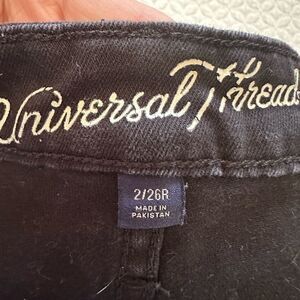 Universal Thread
2/26R
MADE IN
PAKISTAN